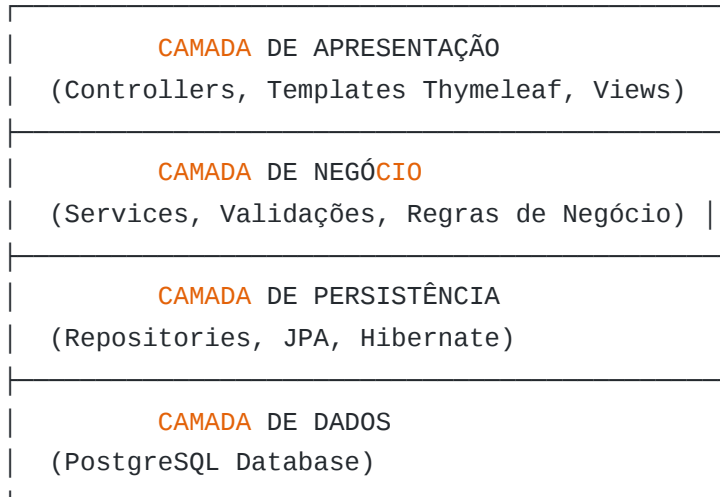 CAMADA DE APRESENTAÇÃO
(Controllers, Templates Thymeleaf, Views)
CAMADA DE NEGÓCIO
(Services, Validações, Regras de Negócio)
CAMADA DE PERSISTÊNCIA
(Repositories, JPA, Hibernate)
CAMADA DE DADOS
(PostgreSQL Database)